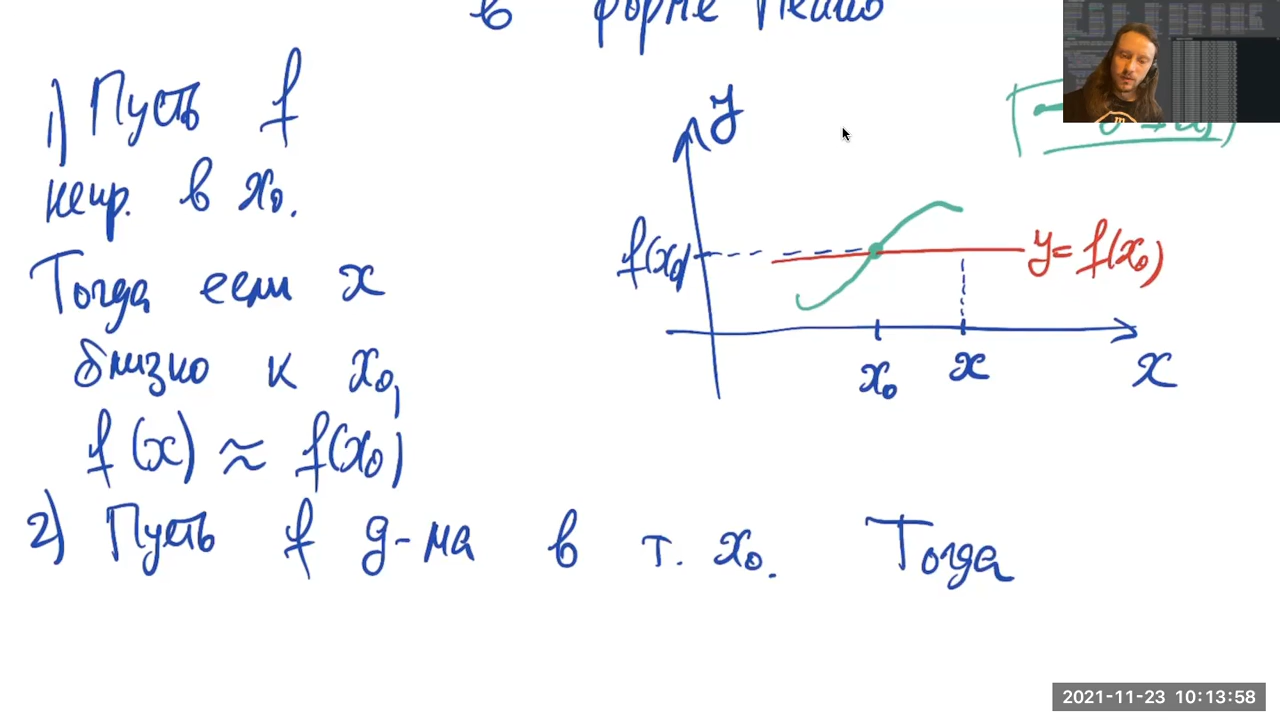 в форме Пеано
1) Пусть f
непр. в x₀.
Тогда если x
близко к x₀,
f(x) ≈ f(x₀)
2) Пусть f д-ма в т. x₀. Тогда
y
f(x₀)
y = f(x₀)
x₀ x x
2021-11-23 10:13:58